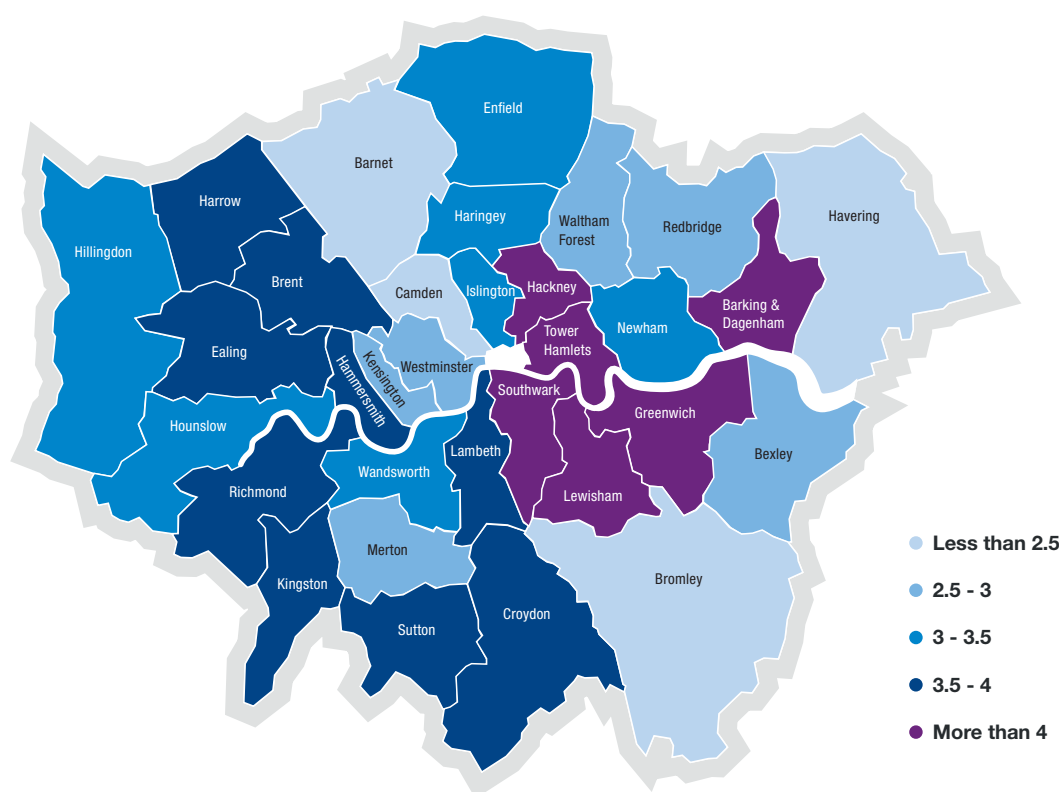 Enfield
Barnet
Harrow
Haringey
Waltham
Forest
Redbridge
Havering
Hillingdon
Brent
Camden
Islington
Hackney
Barking &
Dagenham
Newham
Tower
Hamlets
Ealing
Hammersmith
Kensington
Westminster
Southwark
Greenwich
Hounslow
Lambeth
Bexley
Wandsworth
Richmond
Lewisham
Merton
Kingston
Bromley
Sutton
Croydon
Less than 2.5
2.5 - 3
3 - 3.5
3.5 - 4
More than 4